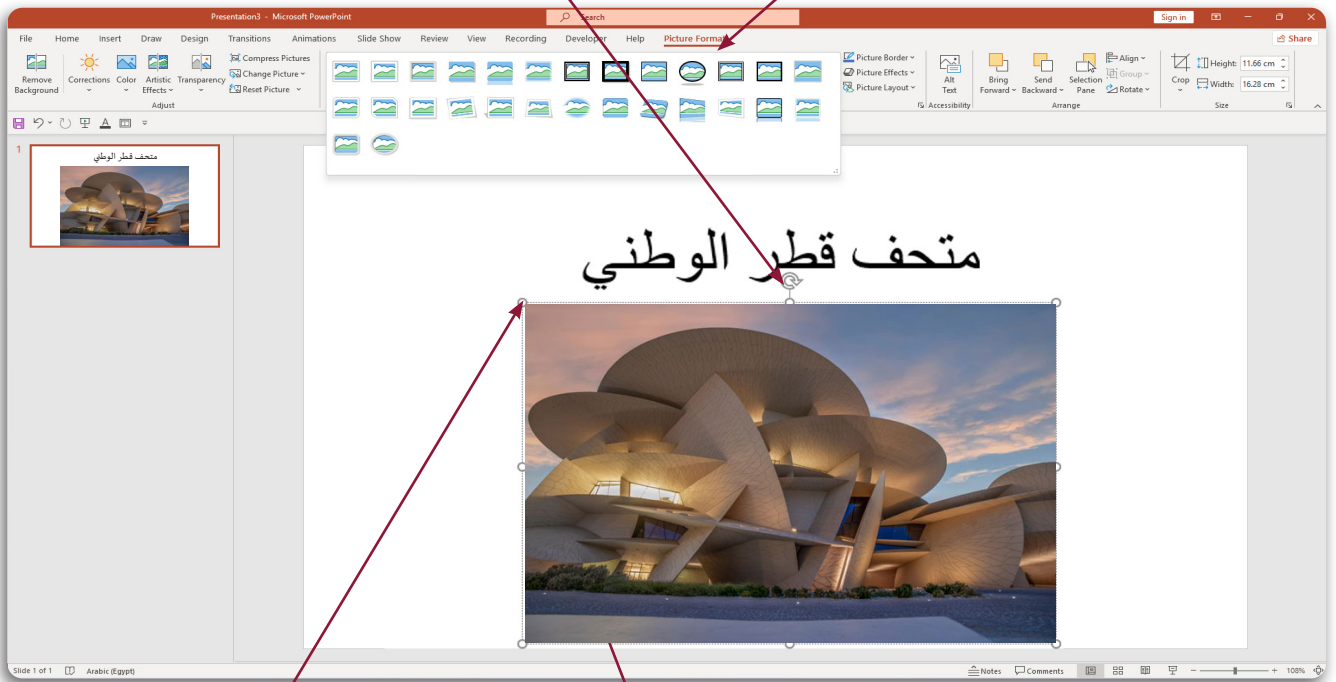 Presentation3 - Microsoft PowerPoint
Search
Sign in
File Home Insert Draw Design Transitions Animations Slide Show Review View Recording Developer Help Picture Format
Share
Remove Background
Corrections
Color
Artistic Effects
Transparency
Compress Pictures
Change Picture
Reset Picture
Adjust
Picture Border
Picture Effects
Picture Layout
Alt Text
Accessibility
Bring Forward
Send Backward
Selection Pane
Align
Group
Rotate
Arrange
Crop
Height: 11.66 cm
Width: 16.28 cm
Size
1
متحف قطر الوطني
متحف قطر الوطني
Slide 1 of 1 Arabic (Egypt)
Notes Comments 108%